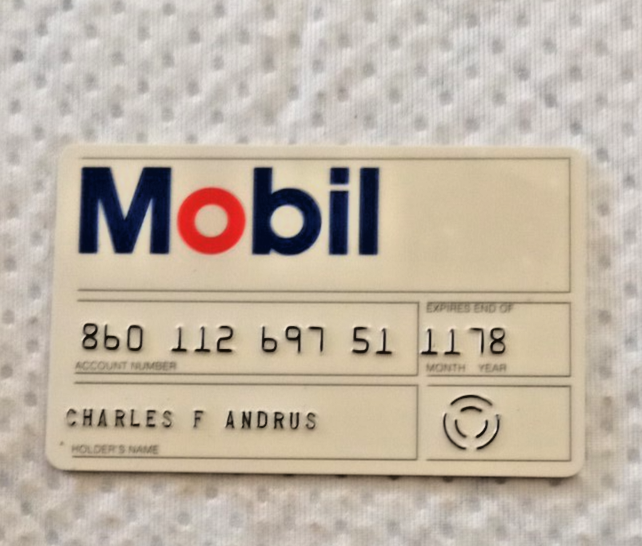 Mobil
EXPIRES END OF
860 112 697 51 1178
ACCOUNT NUMBER MONTH YEAR
CHARLES F ANDRUS
HOLDER'S NAME